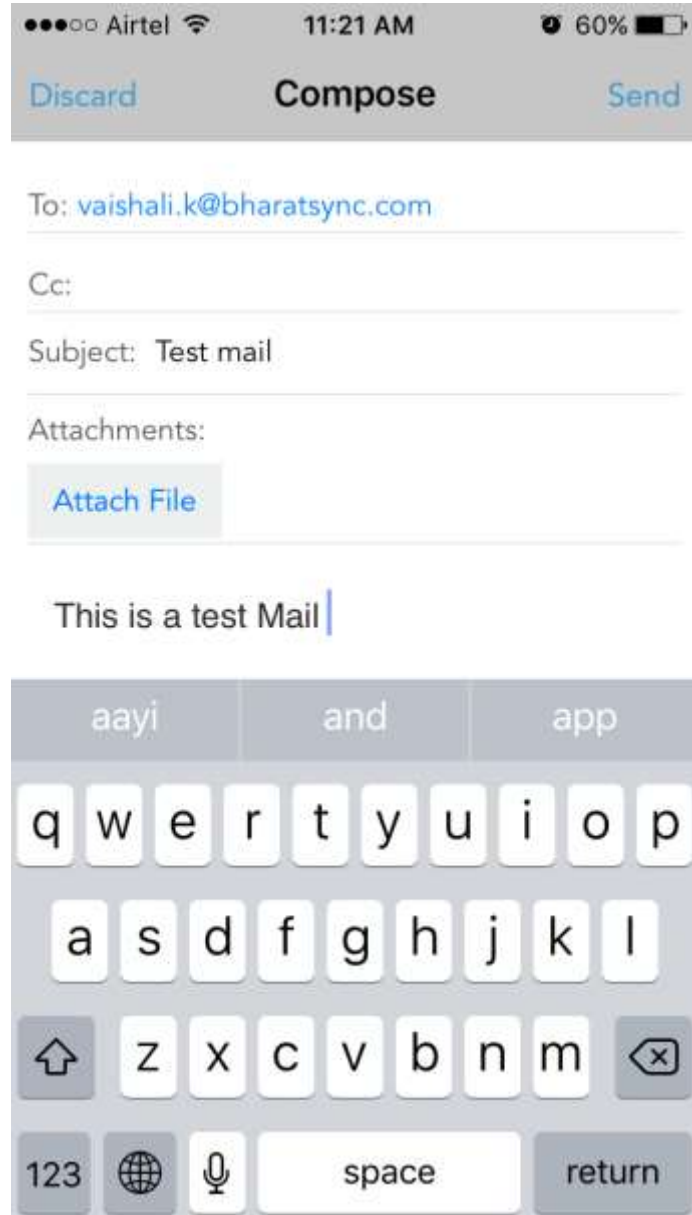 Airtel 11:21 AM 60%
Discard Compose Send
To: vaishali.k@bharatsync.com
Cc:
Subject: Test mail
Attachments:
Attach File
This is a test Mail
aayi and app
q w e r t y u i o p
a s d f g h j k l
z x c v b n m
123 space return